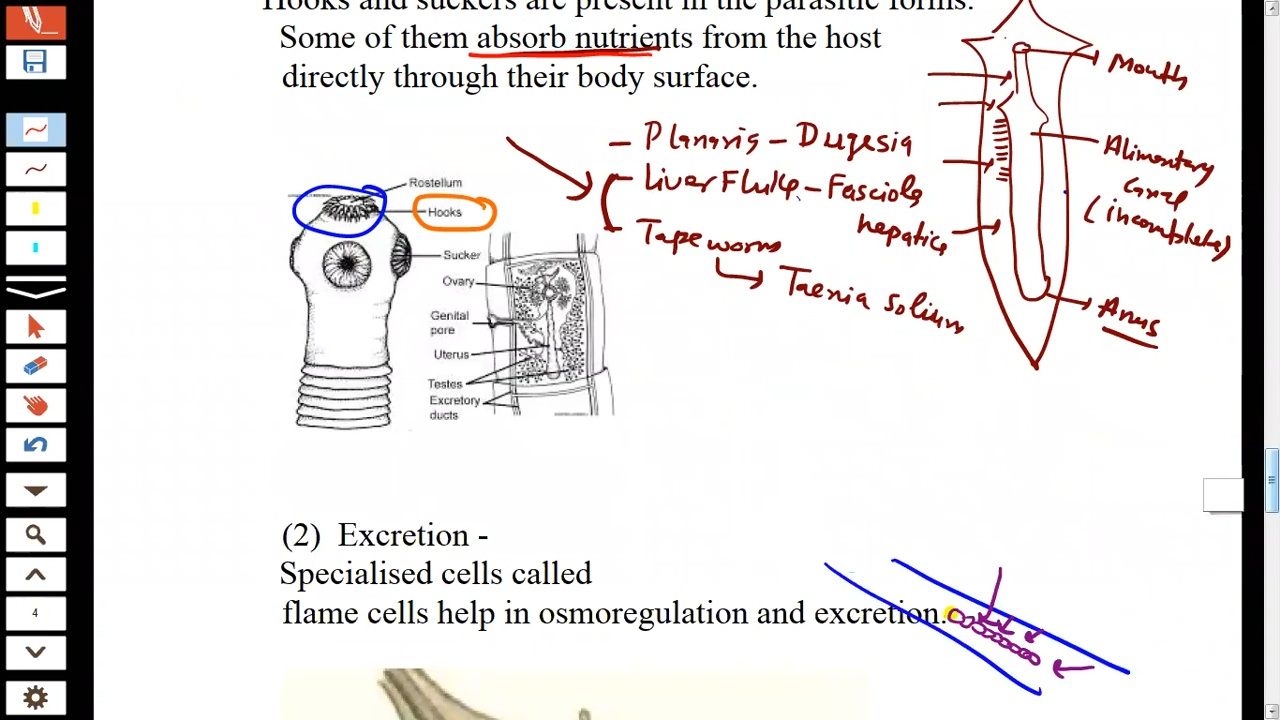 Hooks and suckers are present in the parasitic forms.
Some of them absorb nutrients from the host
directly through their body surface.
Mouth
Alimentary
canal
(incomplete)
Anus
– Planaria – Dugesia
– Liver Fluke – Fasciola
hepatica
– Tapeworm
Taenia solium
Rostellum
Hooks
Sucker
Ovary
Genital
pore
Uterus
Testes
Excretory
ducts
(2) Excretion -
Specialised cells called
flame cells help in osmoregulation and excretion.
4